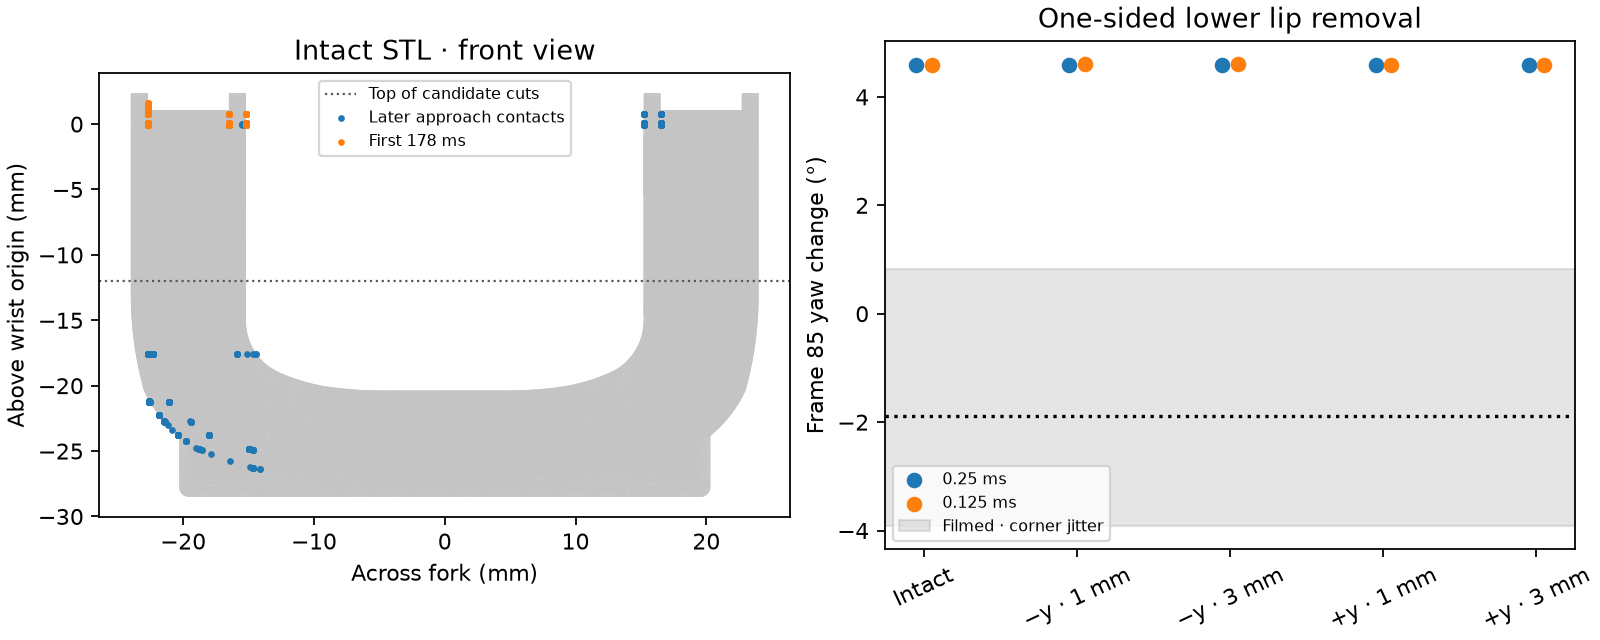 Intact STL · front view
Above wrist origin (mm)
0
−5
−10
−15
−20
−25
−30
Top of candidate cuts
Later approach contacts
First 178 ms
−20
−10
0
10
20
Across fork (mm)
One-sided lower lip removal
Frame 85 yaw change (°)
4
2
0
−2
−4
0.25 ms
0.125 ms
Filmed · corner jitter
Intact
−y · 1 mm
−y · 3 mm
+y · 1 mm
+y · 3 mm